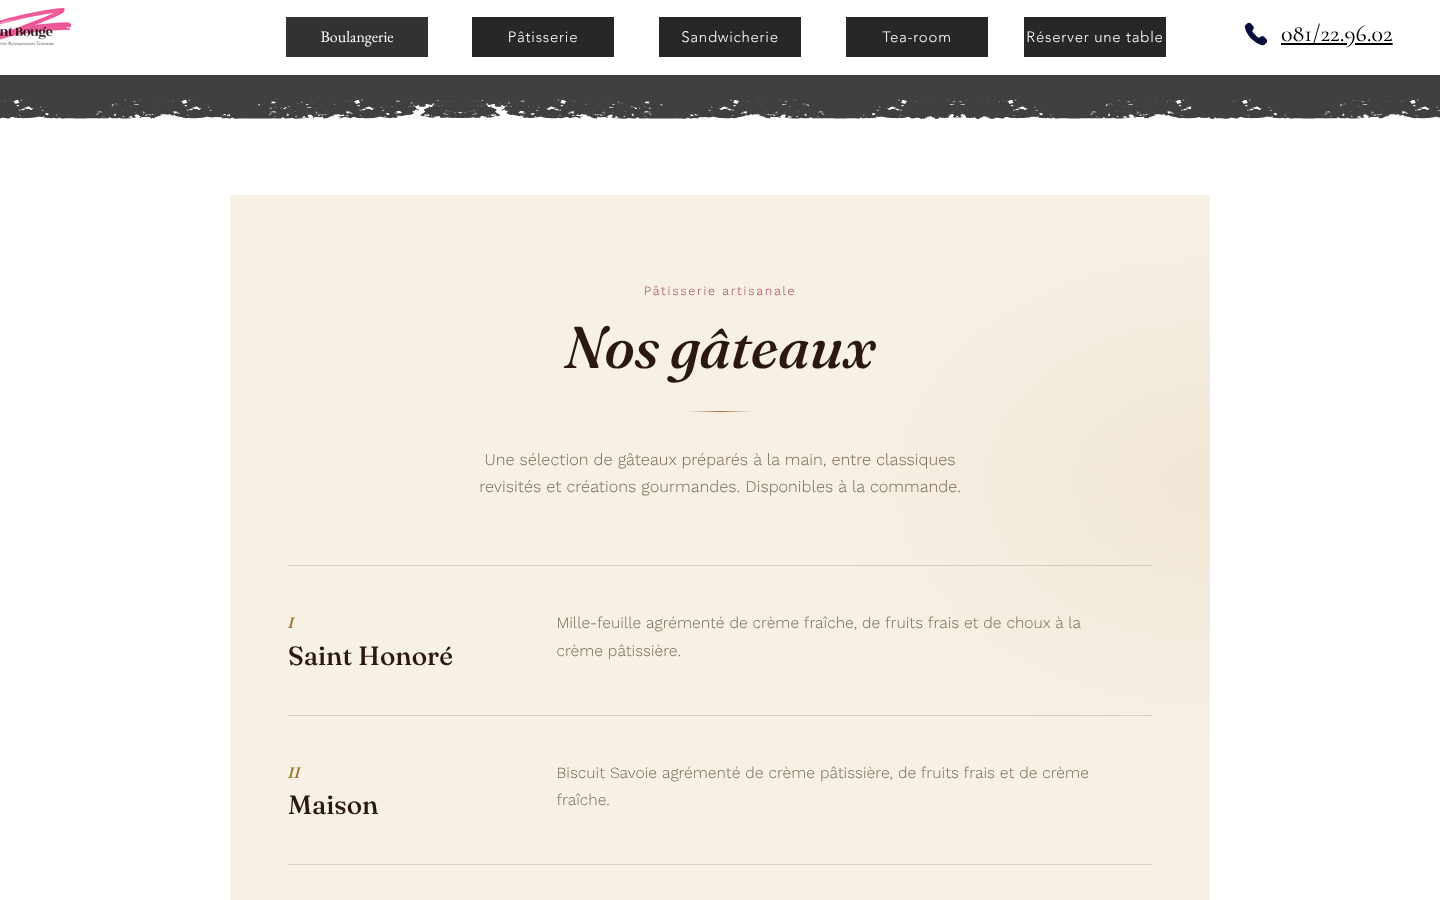 nt Bouge
Boulangerie
Pâtisserie
Sandwicherie
Tea-room
Réserver une table
081/22.96.02
Pâtisserie artisanale
Nos gâteaux
Une sélection de gâteaux préparés à la main, entre classiques
revisités et créations gourmandes. Disponibles à la commande.
I
Saint Honoré
Mille-feuille agrémenté de crème fraîche, de fruits frais et de choux à la
crème pâtissière.
II
Maison
Biscuit Savoie agrémenté de crème pâtissière, de fruits frais et de crème
fraîche.